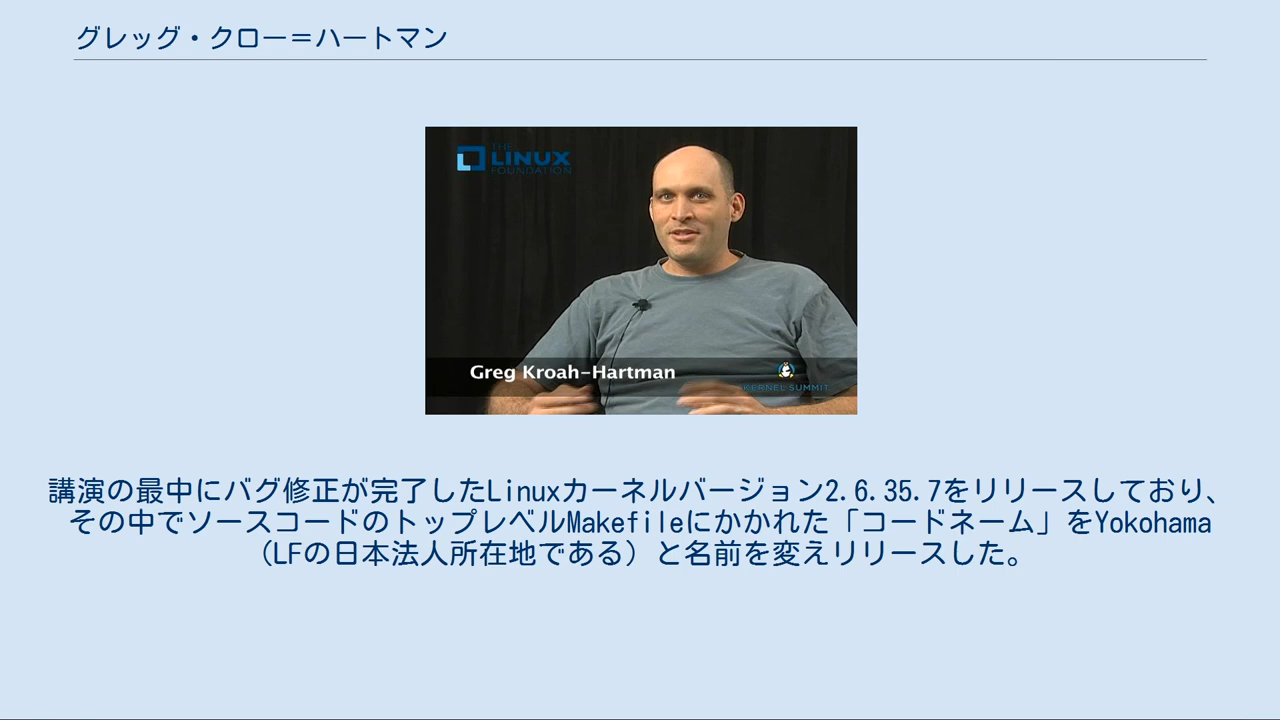 グレッグ・クロー＝ハートマン
THE
LINUX
FOUNDATION
Greg Kroah-Hartman
KERNEL SUMMIT
講演の最中にバグ修正が完了したLinuxカーネルバージョン2.6.35.7をリリースしており、
その中でソースコードのトップレベルMakefileにかかれた「コードネーム」をYokohama
（LFの日本法人所在地である）と名前を変えリリースした。